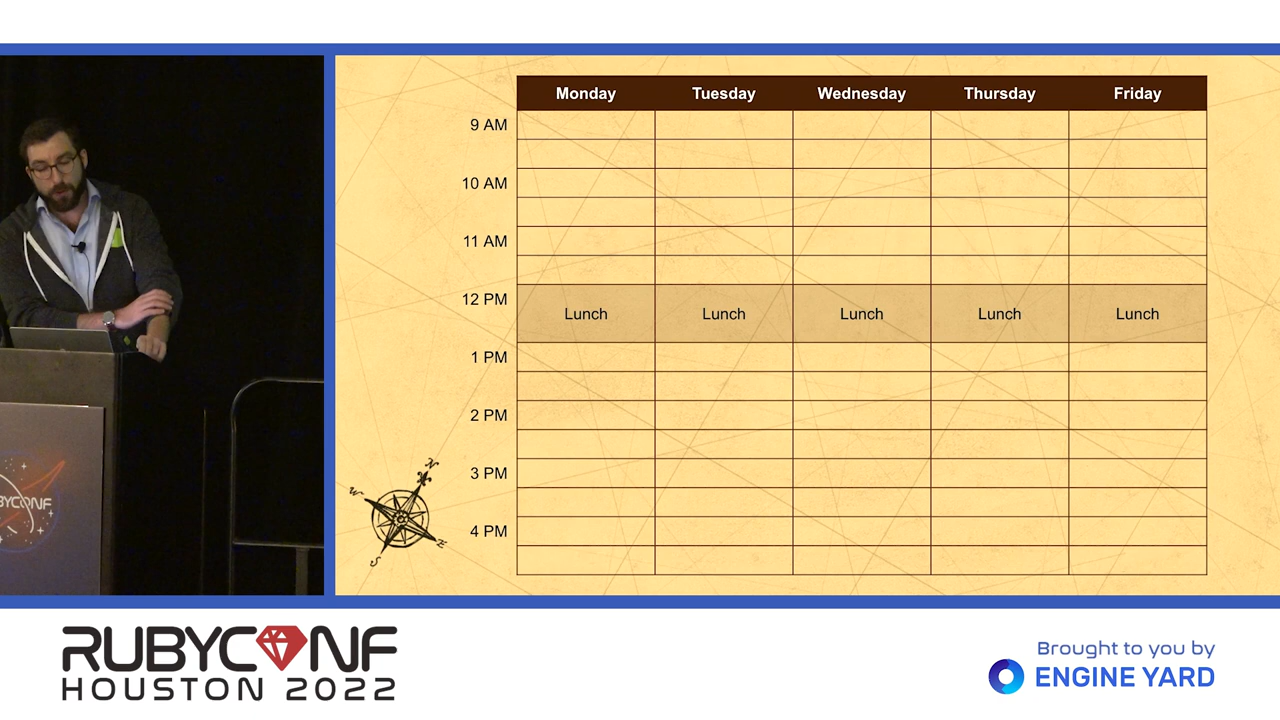 Monday Tuesday Wednesday Thursday Friday
9 AM
10 AM
11 AM
12 PM
Lunch Lunch Lunch Lunch Lunch
1 PM
2 PM
3 PM
4 PM
N
W
E
S
RUBYCONF
HOUSTON 2022
Brought to you by
ENGINE YARD